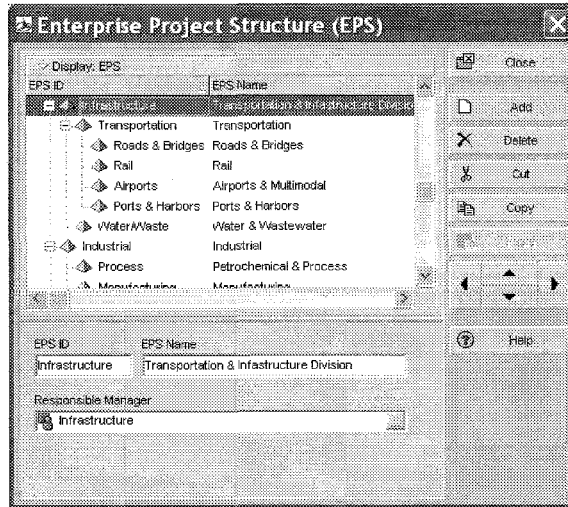 Enterprise Project Structure (EPS)
Display: EPS
EPS ID EPS Name
Infrastructure Transportation & Infrastructure Divisio
Transportation Transportation
Roads & Bridges Roads & Bridges
Rail Rail
Airports Airports & Multimodal
Ports & Harbors Ports & Harbors
Water/Waste Water & Wastewater
Industrial Industrial
Process Petrochemical & Process
Manufacturing Manufacturing
EPS ID EPS Name
Infrastructure Transportation & Infastructure Division
Responsible Manager
Infrastructure
Close
Add
Delete
Cut
Copy
Help